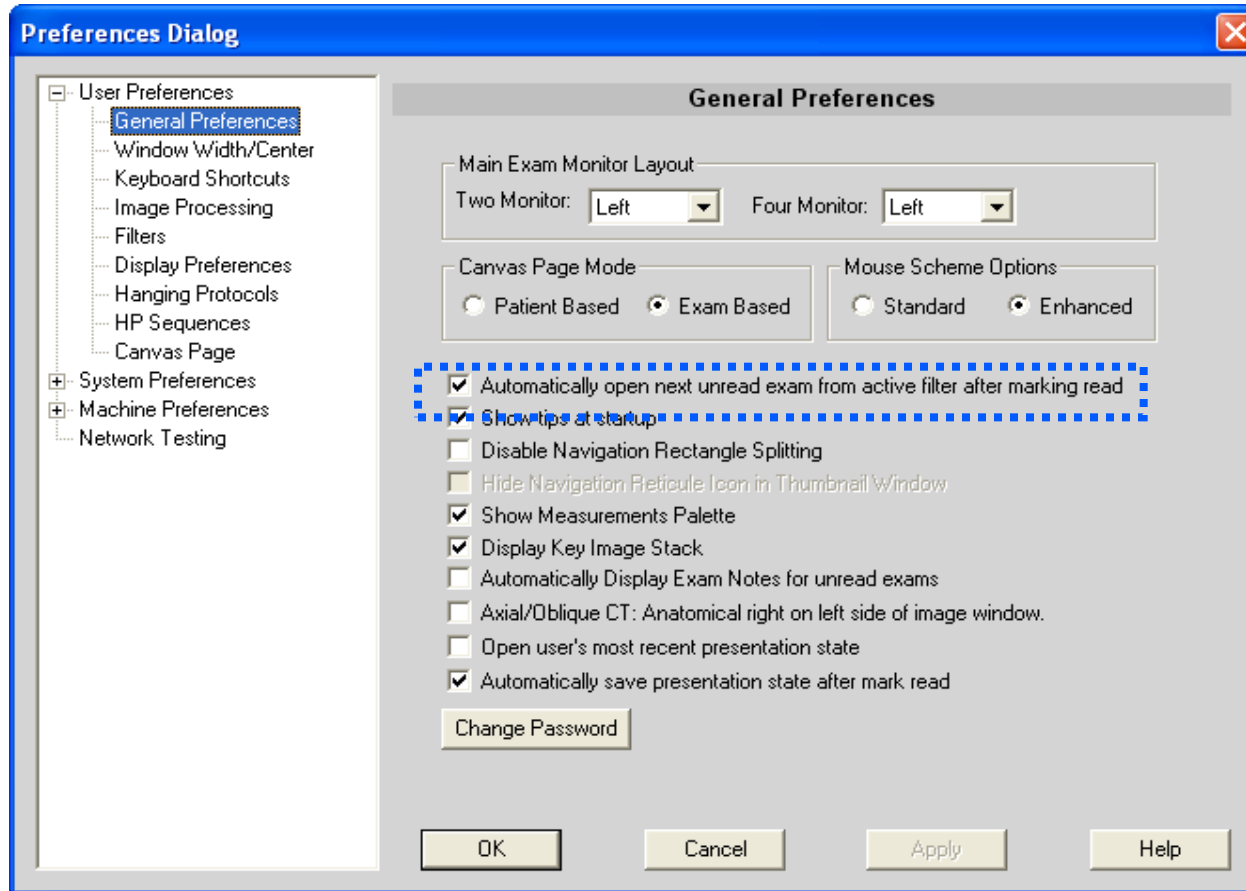 Preferences Dialog
User Preferences
General Preferences
Window Width/Center
Keyboard Shortcuts
Image Processing
Filters
Display Preferences
Hanging Protocols
HP Sequences
Canvas Page
System Preferences
Machine Preferences
Network Testing
General Preferences
Main Exam Monitor Layout
Two Monitor: Left Four Monitor: Left
Canvas Page Mode
Patient Based Exam Based
Mouse Scheme Options
Standard Enhanced
Automatically open next unread exam from active filter after marking read
Show tips at startup
Disable Navigation Rectangle Splitting
Hide Navigation Reticule Icon in Thumbnail Window
Show Measurements Palette
Display Key Image Stack
Automatically Display Exam Notes for unread exams
Axial/Oblique CT: Anatomical right on left side of image window.
Open user's most recent presentation state
Automatically save presentation state after mark read
Change Password
OK Cancel Apply Help